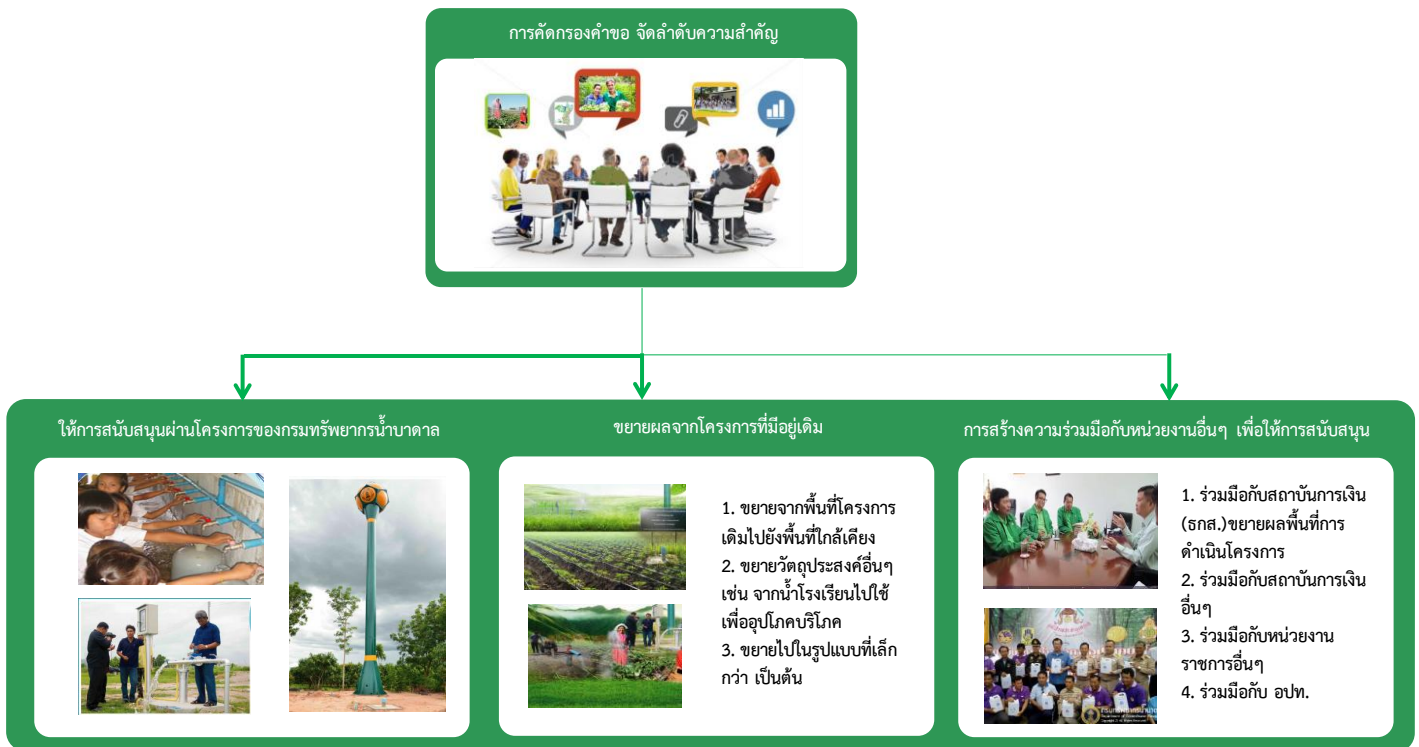 การคัดกรองคำขอ จัดลำดับความสำคัญ
ให้การสนับสนุนผ่านโครงการของกรมทรัพยากรน้ำบาดาล
ขยายผลจากโครงการที่มีอยู่เดิม
1. ขยายจากพื้นที่โครงการ
เดิมไปยังพื้นที่ใกล้เคียง
2. ขยายวัตถุประสงค์อื่นๆ
เช่น จากน้ำโรงเรียนไปใช้
เพื่ออุปโภคบริโภค
3. ขยายไปในรูปแบบที่เล็ก
กว่า เป็นต้น
การสร้างความร่วมมือกับหน่วยงานอื่นๆ เพื่อให้การสนับสนุน
1. ร่วมมือกับสถาบันการเงิน
(ธกส.)ขยายผลพื้นที่การ
ดำเนินโครงการ
2. ร่วมมือกับสถาบันการเงิน
อื่นๆ
3. ร่วมมือกับหน่วยงาน
ราชการอื่นๆ
4. ร่วมมือกับ อปท.